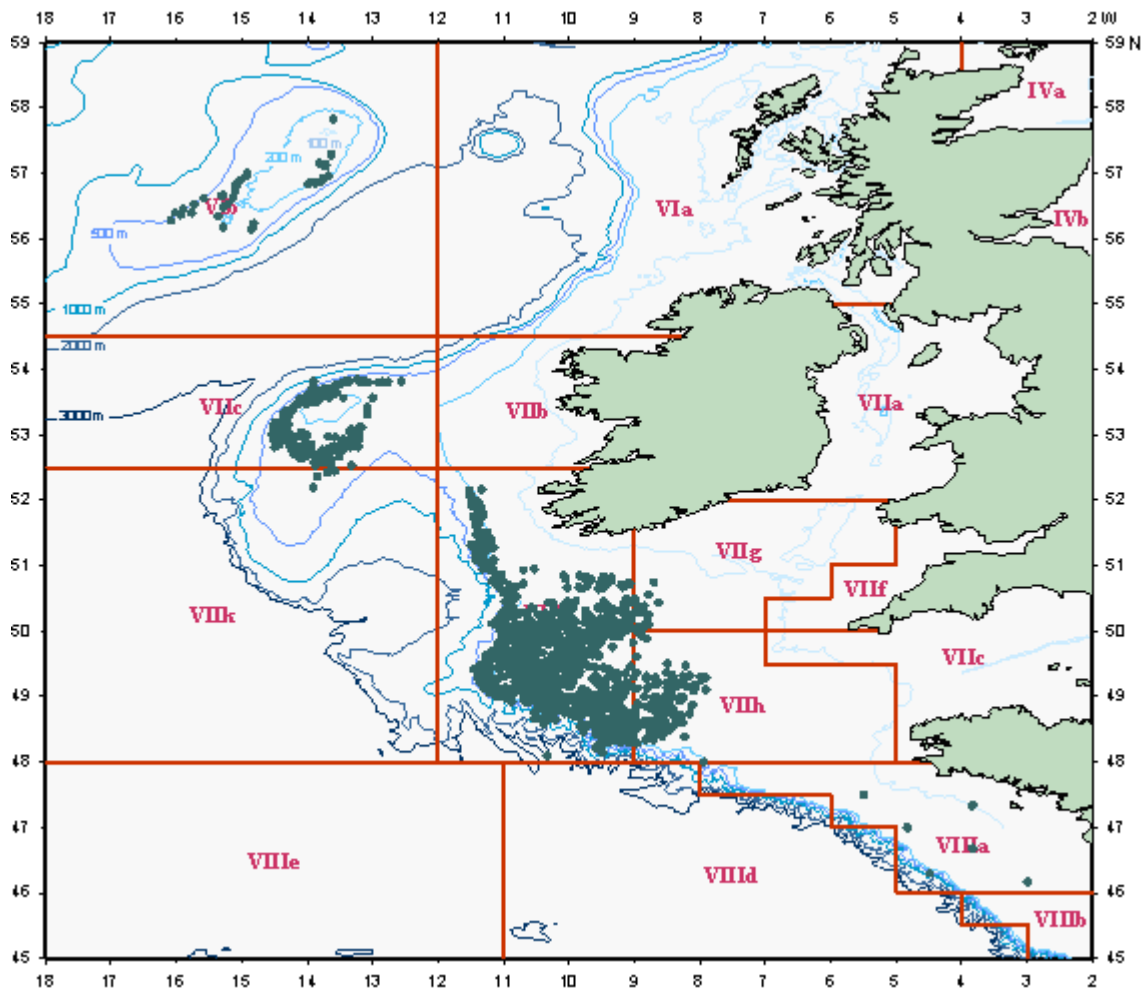 18 17 16 15 14 13 12 11 10 9 8 7 6 5 4 3 2 W
59 59 N
58 IVa 58
100 m
200 m
57 57
VIa
IVb
56 500 m 56
55 1000 m 55
2000 m
54 54
3000 m VIIc VIIb VIIa
53 53
52 52
51 VIIg 51
VIIf
VIIk
50 50
VIIc
49 VIIh 49
48 48
47 47
VIIIa
VIIIe VIIId
46 46
VIIIb
45 45
18 17 16 15 14 13 12 11 10 9 8 7 6 5 4 3 2